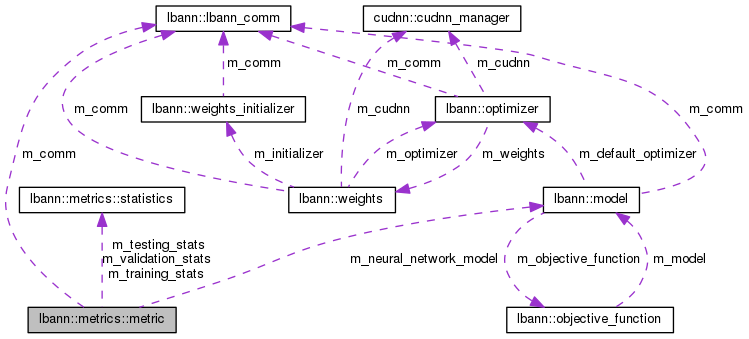 lbann::lbann_comm
cudnn::cudnn_manager
m_comm
m_comm
m_cudnn
lbann::weights_initializer
lbann::optimizer
m_comm
m_cudnn
m_comm
m_comm
m_initializer
m_optimizer
m_weights
m_default_optimizer
lbann::metrics::statistics
lbann::weights
lbann::model
m_testing_stats
m_validation_stats
m_training_stats
m_neural_network_model
m_objective_function
m_model
lbann::metrics::metric
lbann::objective_function